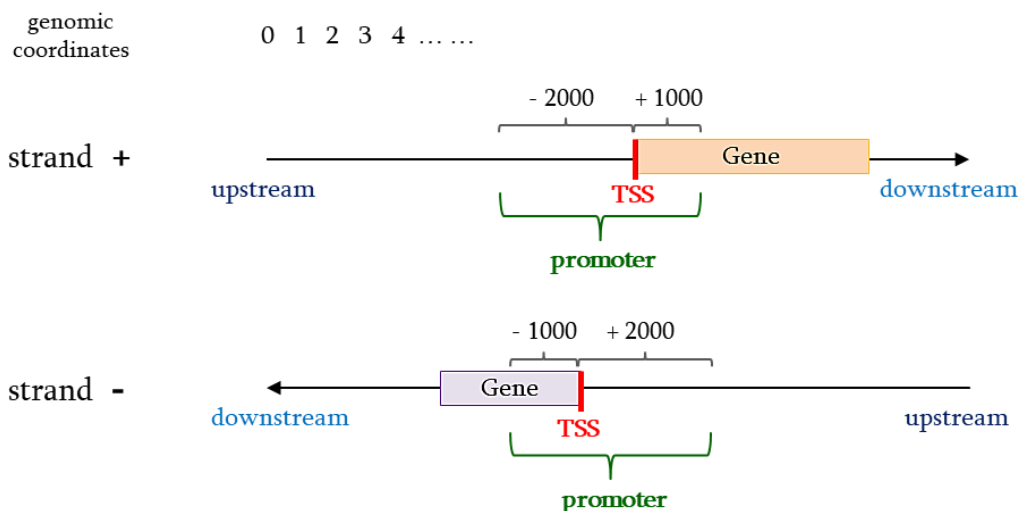 genomic
coordinates
0 1 2 3 4 ... ...
- 2000 + 1000
strand +
Gene
upstream
TSS
downstream
promoter
- 1000 + 2000
strand -
Gene
downstream
TSS
upstream
promoter